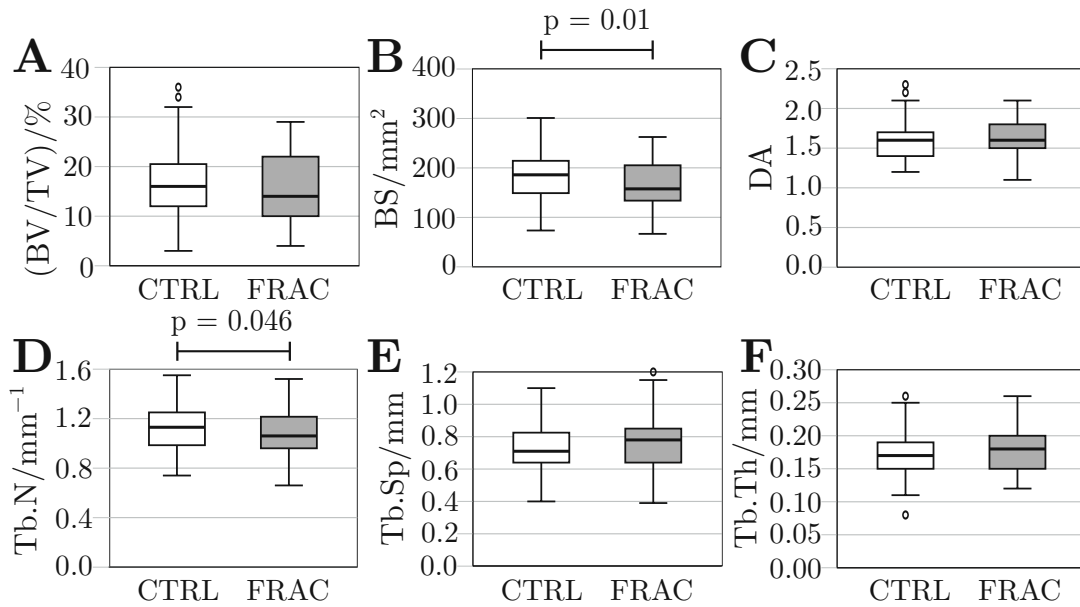 A
(BV/TV)/%
40
30
20
10
0
CTRL FRAC
B
p = 0.01
BS/mm²
400
300
200
100
0
CTRL FRAC
C
DA
2.5
2.0
1.5
1.0
0.5
0.0
CTRL FRAC
D
p = 0.046
Tb.N/mm⁻¹
1.6
1.2
0.8
0.4
0.0
CTRL FRAC
E
Tb.Sp/mm
1.2
1.0
0.8
0.6
0.4
0.2
0.0
CTRL FRAC
F
Tb.Th/mm
0.30
0.25
0.20
0.15
0.10
0.05
0.00
CTRL FRAC